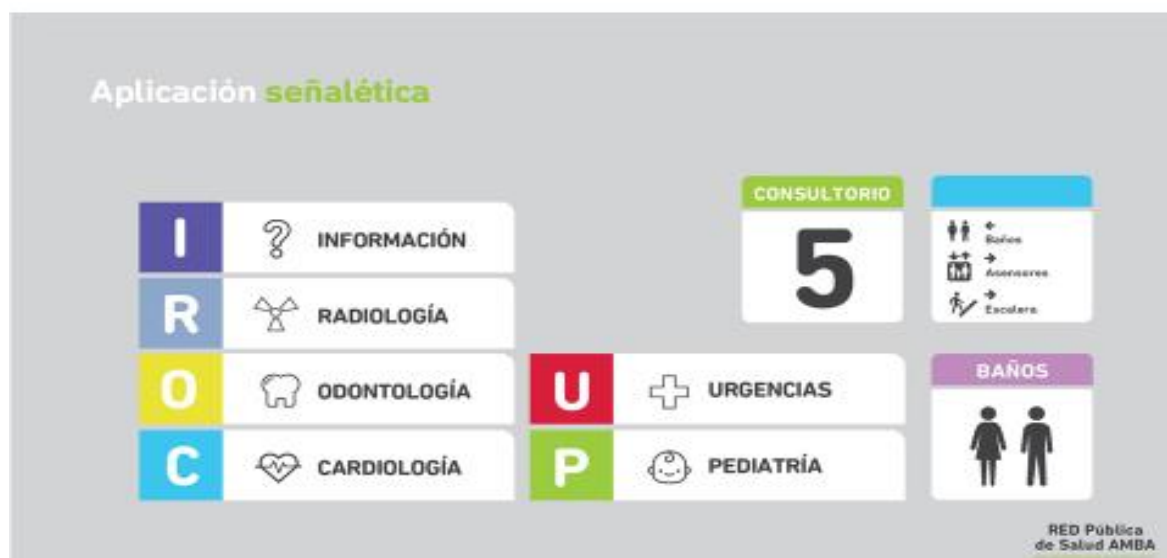 Aplicación señalética
I
INFORMACIÓN
R
RADIOLOGÍA
O
ODONTOLOGÍA
C
CARDIOLOGÍA
U
URGENCIAS
P
PEDIATRÍA
CONSULTORIO
5
←
Baños
→
Ascensores
→
Escalera
BAÑOS
RED Pública
de Salud AMBA